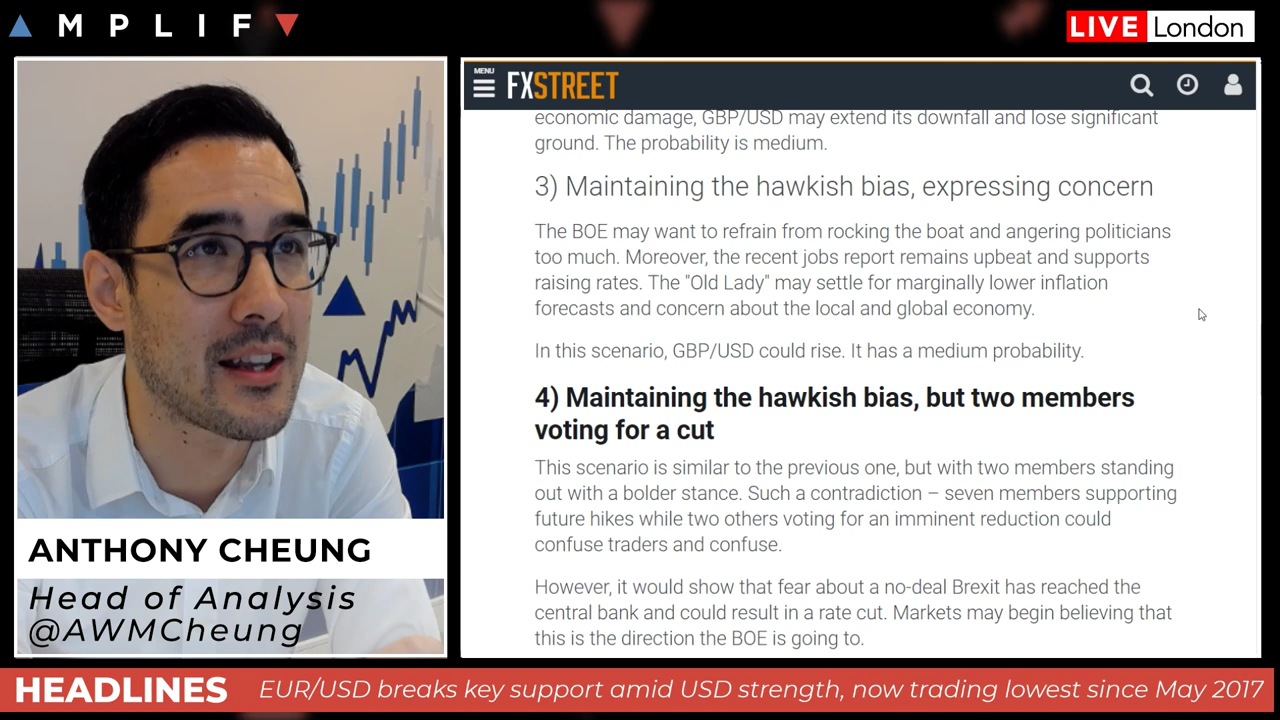 AMPLIFY
LIVE London
MENU
FXSTREET
economic damage, GBP/USD may extend its downfall and lose significant
ground. The probability is medium.
3) Maintaining the hawkish bias, expressing concern
The BOE may want to refrain from rocking the boat and angering politicians
too much. Moreover, the recent jobs report remains upbeat and supports
raising rates. The "Old Lady" may settle for marginally lower inflation
forecasts and concern about the local and global economy.
In this scenario, GBP/USD could rise. It has a medium probability.
4) Maintaining the hawkish bias, but two members
voting for a cut
This scenario is similar to the previous one, but with two members standing
out with a bolder stance. Such a contradiction – seven members supporting
future hikes while two others voting for an imminent reduction could
confuse traders and confuse.
However, it would show that fear about a no-deal Brexit has reached the
central bank and could result in a rate cut. Markets may begin believing that
this is the direction the BOE is going to.
ANTHONY CHEUNG
Head of Analysis
@AWMCheung
HEADLINES EUR/USD breaks key support amid USD strength, now trading lowest since May 2017